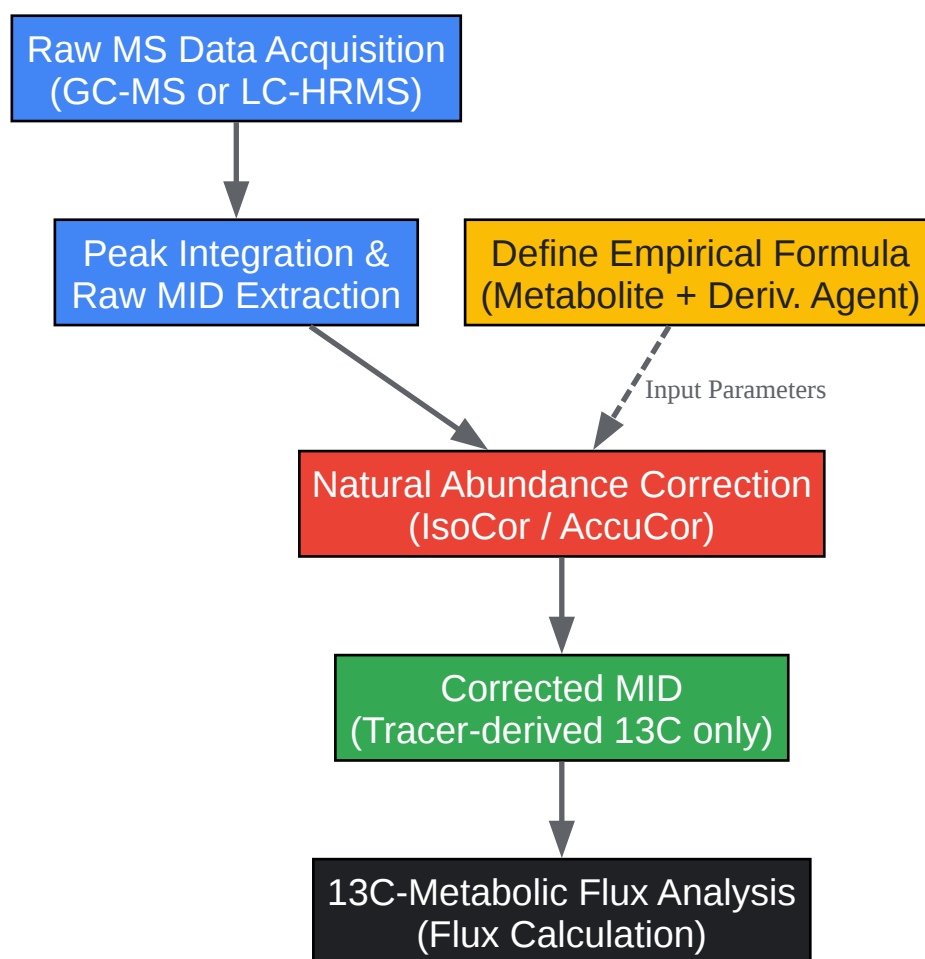 Raw MS Data Acquisition
(GC-MS or LC-HRMS)
Peak Integration &
Raw MID Extraction
Define Empirical Formula
(Metabolite + Deriv. Agent)
Input Parameters
Natural Abundance Correction
(IsoCor / AccuCor)
Corrected MID
(Tracer-derived 13C only)
13C-Metabolic Flux Analysis
(Flux Calculation)